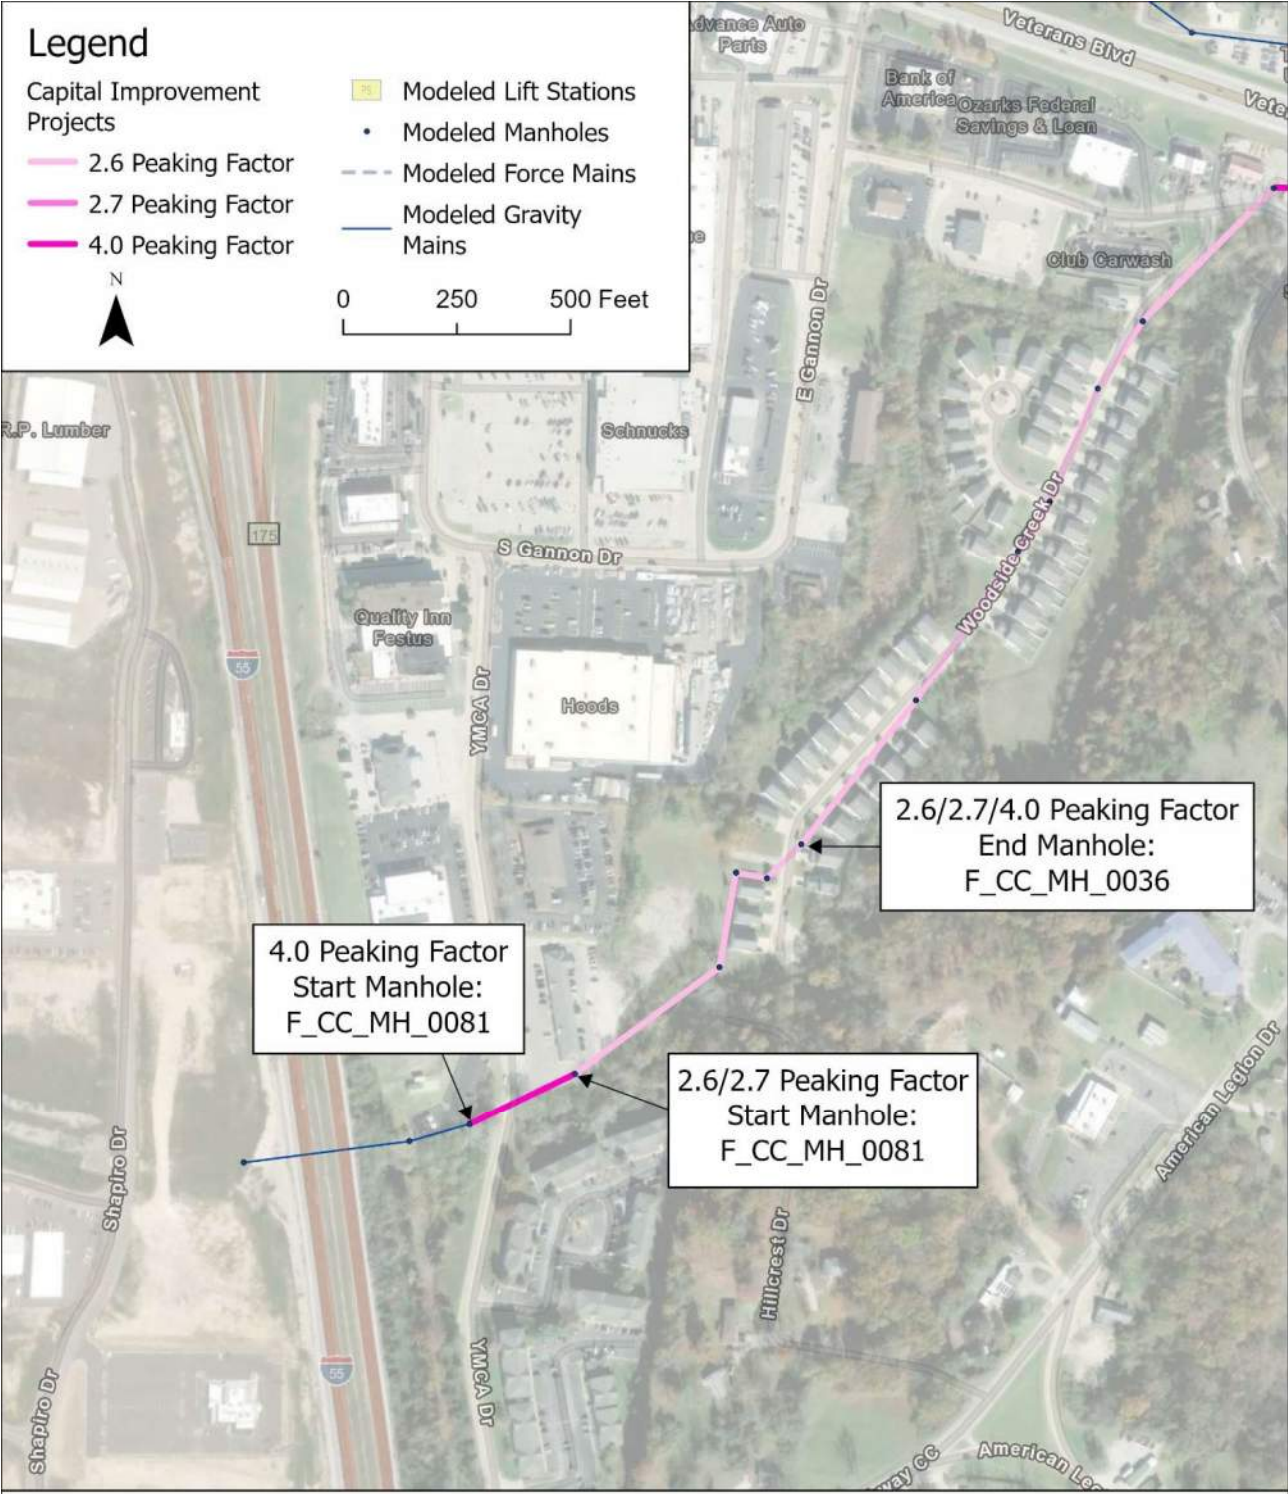 Legend
Capital Improvement
Projects
2.6 Peaking Factor
2.7 Peaking Factor
4.0 Peaking Factor
PS
Modeled Lift Stations
Modeled Manholes
Modeled Force Mains
Modeled Gravity
Mains
N
0 250 500 Feet
Advance Auto
Parts
Veterans Blvd
Bank of
America
Ozarks Federal
Savings & Loan
Club Carwash
E Gannon Dr
R.P. Lumber
Schnucks
175
S Gannon Dr
Woodside Creek Dr
Quality Inn
Festus
55
YMCA Dr
Hoods
2.6/2.7/4.0 Peaking Factor
End Manhole:
F_CC_MH_0036
4.0 Peaking Factor
Start Manhole:
F_CC_MH_0081
2.6/2.7 Peaking Factor
Start Manhole:
F_CC_MH_0081
American Legion Dr
Shapiro Dr
Hillcrest Dr
55
YMCA Dr
Shapiro Dr
way CC
American Leg